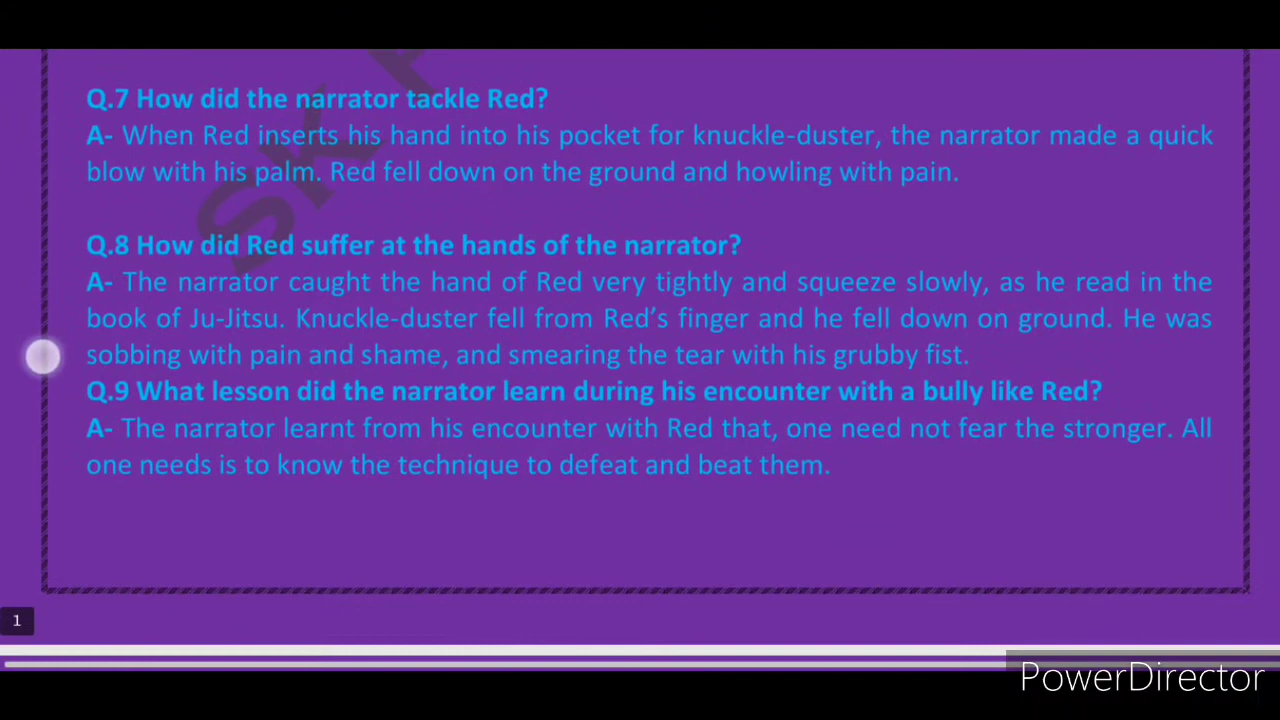 Q.7 How did the narrator tackle Red?
A- When Red inserts his hand into his pocket for knuckle-duster, the narrator made a quick
blow with his palm. Red fell down on the ground and howling with pain.
Q.8 How did Red suffer at the hands of the narrator?
A- The narrator caught the hand of Red very tightly and squeeze slowly, as he read in the
book of Ju-Jitsu. Knuckle-duster fell from Red's finger and he fell down on ground. He was
sobbing with pain and shame, and smearing the tear with his grubby fist.
Q.9 What lesson did the narrator learn during his encounter with a bully like Red?
A- The narrator learnt from his encounter with Red that, one need not fear the stronger. All
one needs is to know the technique to defeat and beat them.
1
PowerDirector